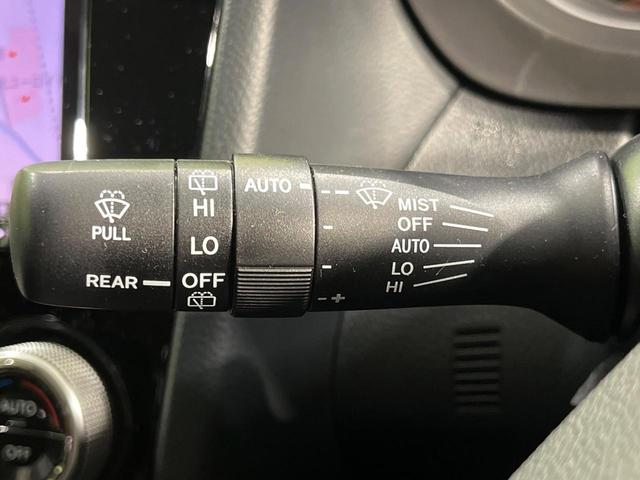 PULL
REAR
HI
LO
OFF
AUTO
- +
MIST
OFF
AUTO
LO
HI
AUTO
OFF